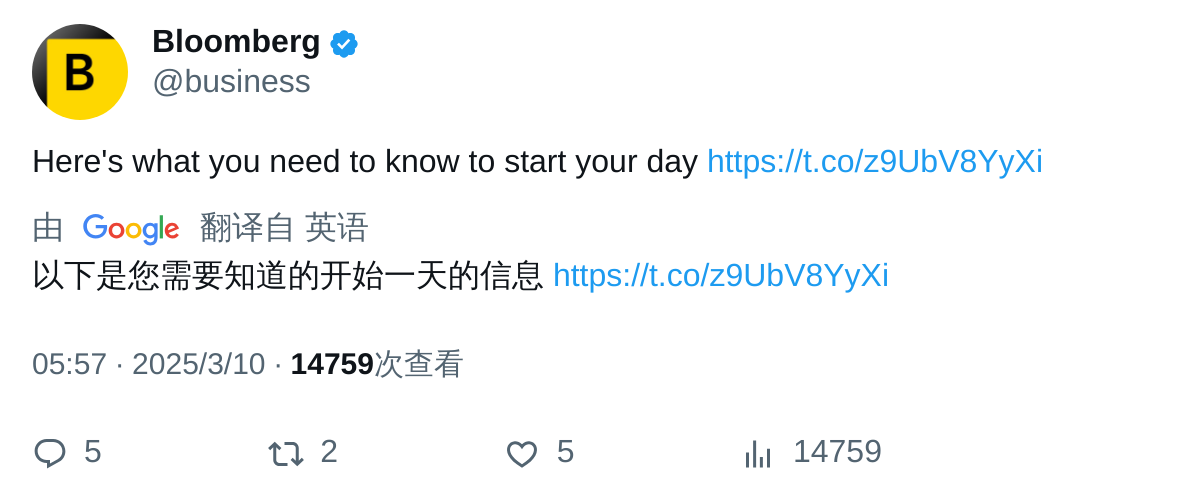 B
Bloomberg
@business
Here's what you need to know to start your day https://t.co/z9UbV8YyXi
由 Google 翻译自 英语
以下是您需要知道的开始一天的信息 https://t.co/z9UbV8YyXi
05:57 · 2025/3/10 · 14759次查看
5 2 5 14759